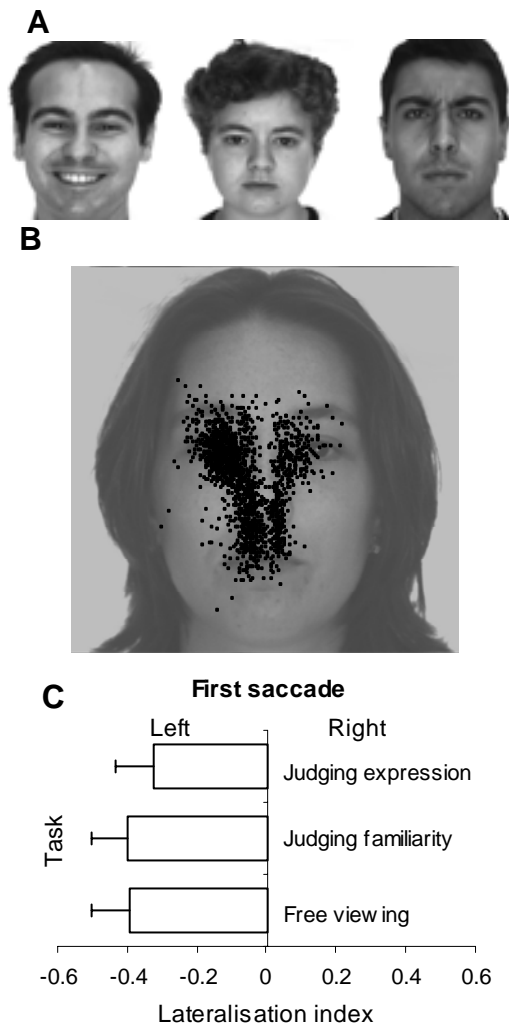 A
B
C
First saccade
Left Right
Judging expression
Judging familiarity
Free viewing
Task
-0.6 -0.4 -0.2 0 0.2 0.4 0.6
Lateralisation index